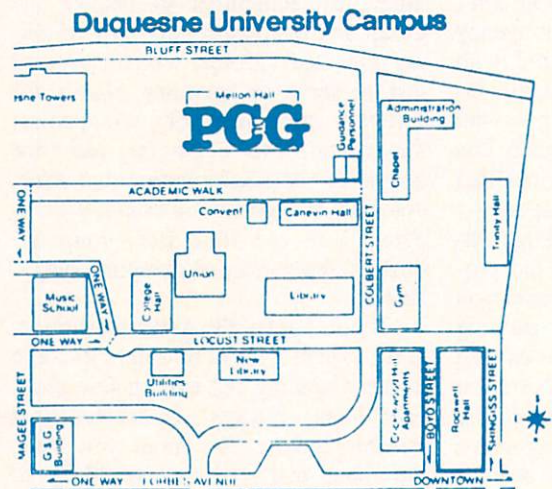 Duquesne University Campus
BLUFF STREET
esne Towers
Mellon Hall
PCG
Guidance
Personnel
Administration
Building
Chapel
Trinity Hall
ACADEMIC WALK
ONE WAY
Convent
Canevin Hall
COLBERT STREET
Union
ONE WAY
Music
School
College
Hall
Library
Gym
ONE WAY
LOCUST STREET
Utilities
Building
New
Library
MAGEE STREET
G&G
Building
Apartments
BOYD STREET
Rockwell
Hall
SHINGISS STREET
ONE WAY
FORBES AVENUE
DOWNTOWN